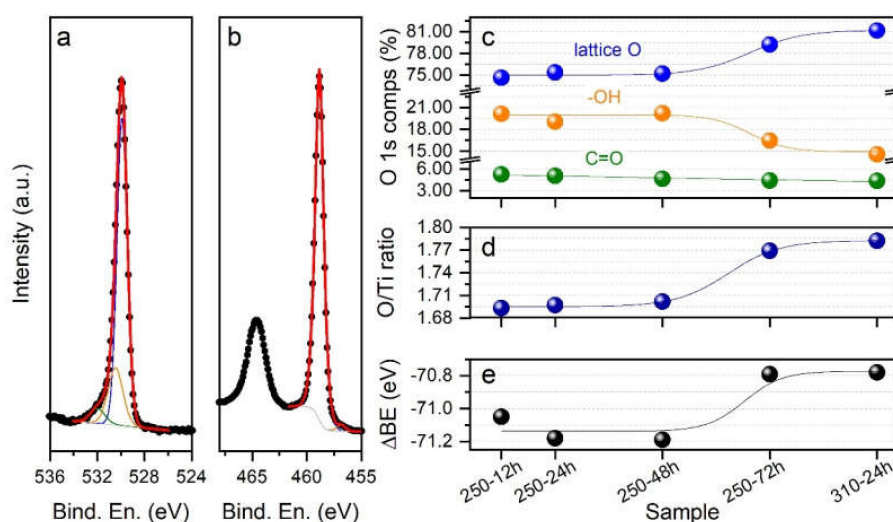 a
Intensity (a.u.)
536 532 528 524
Bind. En. (eV)
b
465 460 455
Bind. En. (eV)
c
O 1s comps (%)
81.00
78.00
75.00
21.00
18.00
15.00
6.00
3.00
lattice O
-OH
C=O
d
O/Ti ratio
1.80
1.77
1.74
1.71
1.68
e
ΔBE (eV)
-70.8
-71.0
-71.2
250-12h 250-24h 250-48h 250-72h 310-24h
Sample